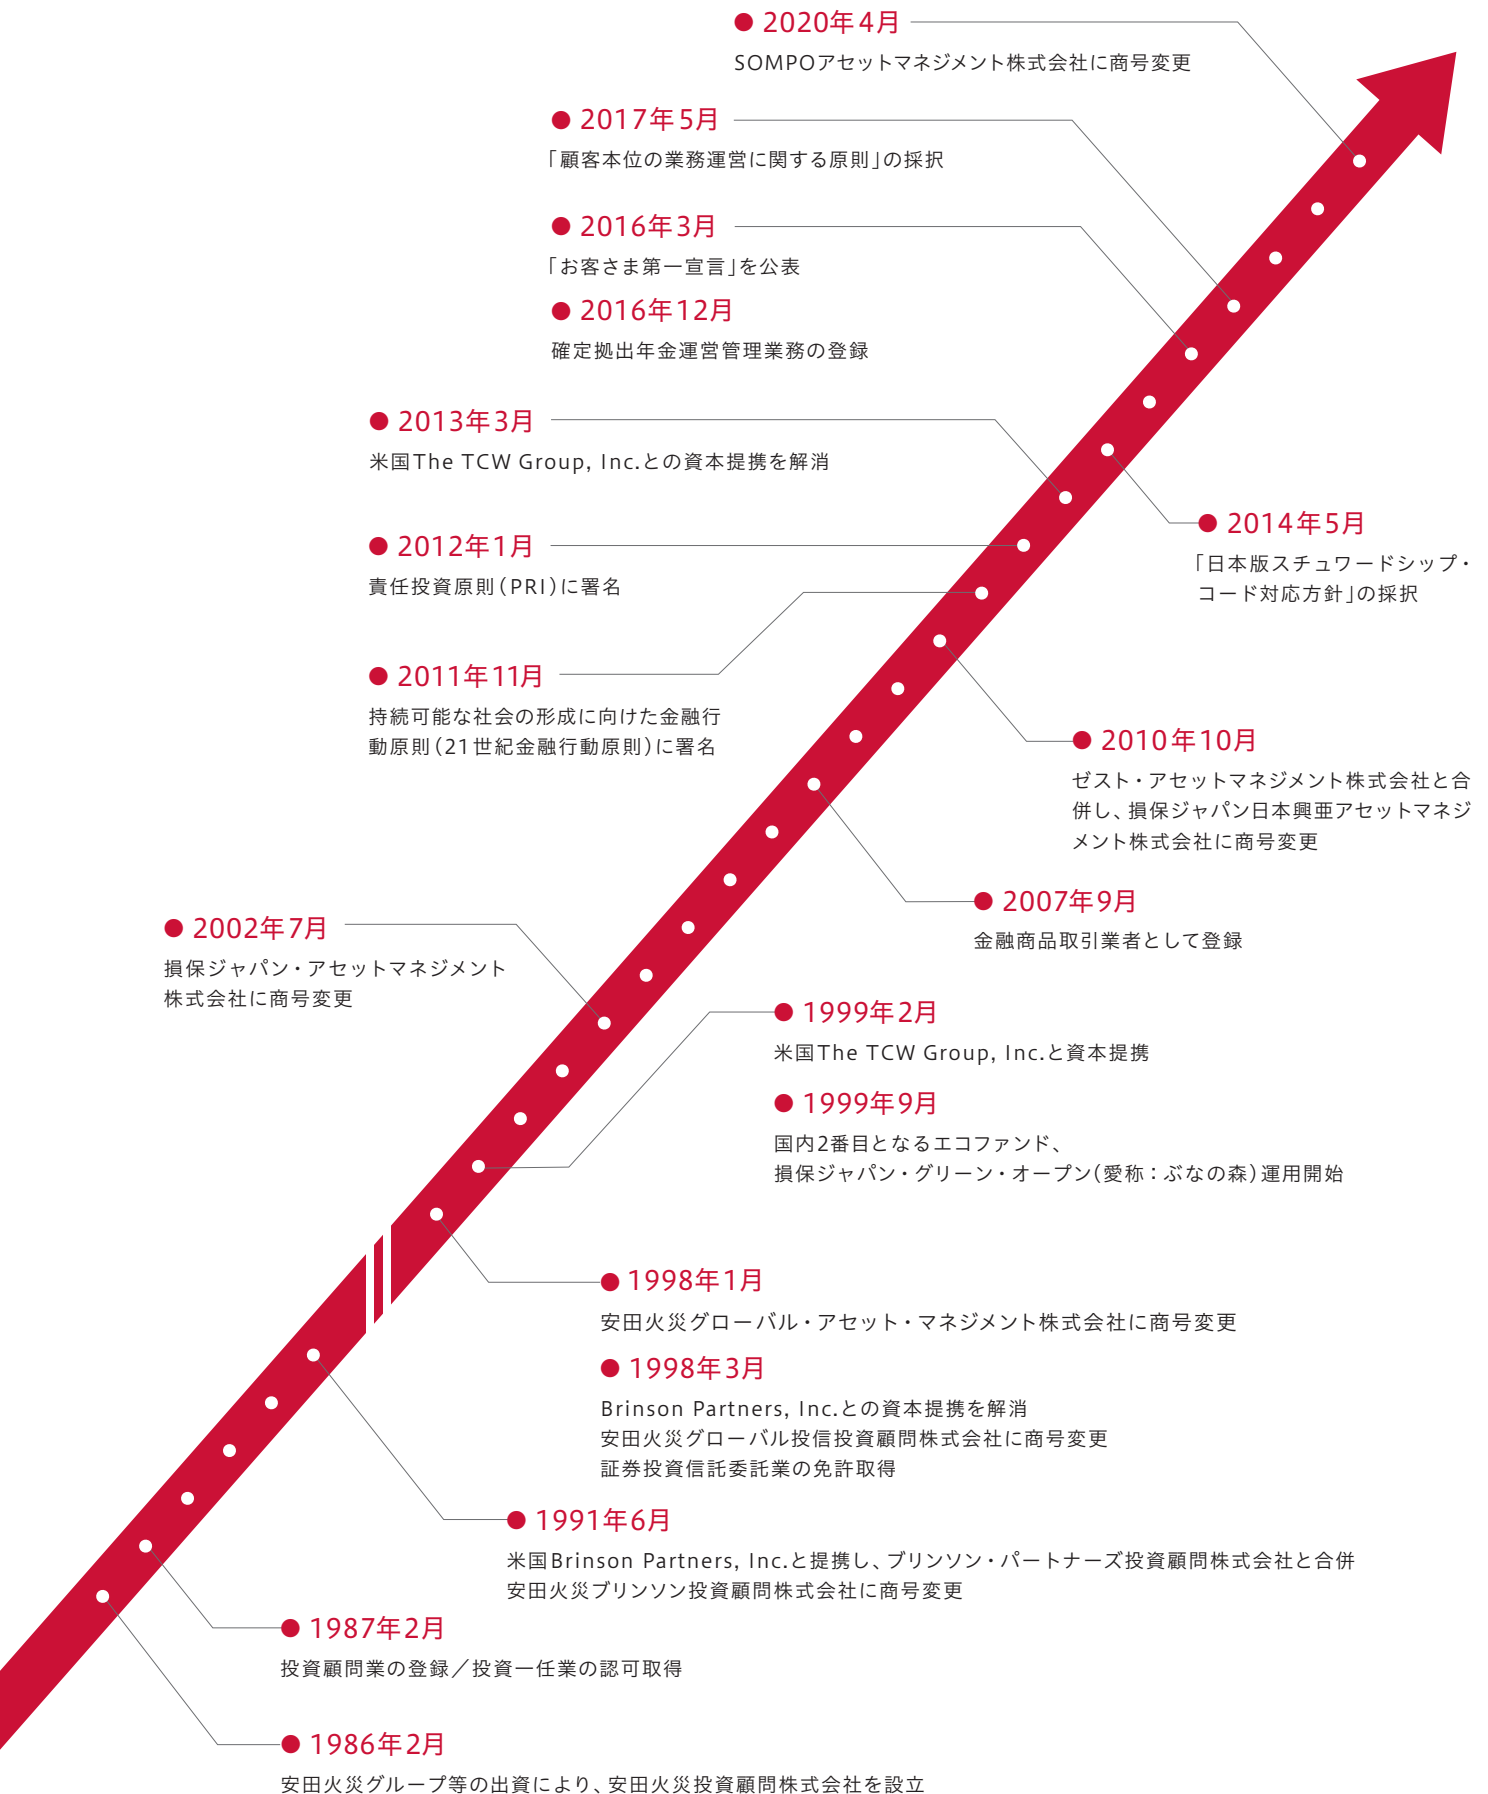 ● 2020年4月
SOMPOアセットマネジメント株式会社に商号変更
● 2017年5月
「顧客本位の業務運営に関する原則」の採択
● 2016年3月
「お客さま第一宣言」を公表
● 2016年12月
確定拠出年金運営管理業務の登録
● 2013年3月
米国The TCW Group, Inc.との資本提携を解消
● 2014年5月
「日本版スチュワードシップ・
コード対応方針」の採択
● 2012年1月
責任投資原則（PRI）に署名
● 2011年11月
持続可能な社会の形成に向けた金融行
動原則（21世紀金融行動原則）に署名
● 2010年10月
ゼスト・アセットマネジメント株式会社と合
併し、損保ジャパン日本興亜アセットマネジ
メント株式会社に商号変更
● 2007年9月
金融商品取引業者として登録
● 2002年7月
損保ジャパン・アセットマネジメント
株式会社に商号変更
● 1999年2月
米国The TCW Group, Inc.と資本提携
● 1999年9月
国内2番目となるエコファンド、
損保ジャパン・グリーン・オープン（愛称：ぶなの森）運用開始
● 1998年1月
安田火災グローバル・アセット・マネジメント株式会社に商号変更
● 1998年3月
Brinson Partners, Inc.との資本提携を解消
安田火災グローバル投信投資顧問株式会社に商号変更
証券投資信託委託業の免許取得
● 1991年6月
米国Brinson Partners, Inc.と提携し、ブリンソン・パートナーズ投資顧問株式会社と合併
安田火災ブリンソン投資顧問株式会社に商号変更
● 1987年2月
投資顧問業の登録／投資一任業の認可取得
● 1986年2月
安田火災グループ等の出資により、安田火災投資顧問株式会社を設立